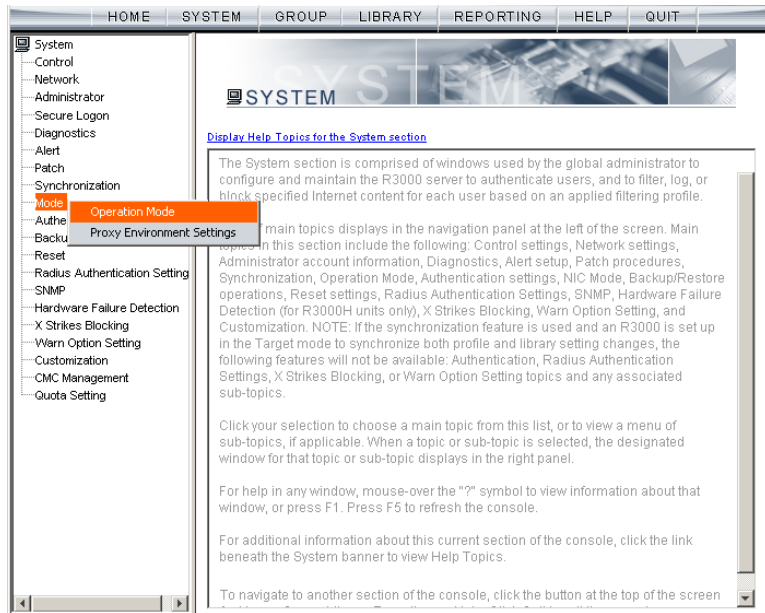 HOME SYSTEM GROUP LIBRARY REPORTING HELP QUIT
System
Control
Network
Administrator
Secure Logon
Diagnostics
Alert
Patch
Synchronization
Mode
Operation Mode
Proxy Environment Settings
Authe
Backu
Reset
Radius Authentication Setting
SNMP
Hardware Failure Detection
X Strikes Blocking
Warn Option Setting
Customization
CMC Management
Quota Setting
SYSTEM
SYSTEM
Display Help Topics for the System section
The System section is comprised of windows used by the global administrator to
configure and maintain the R3000 server to authenticate users, and to filter, log, or
block specified Internet content for each user based on an applied filtering profile.
main topics displays in the navigation panel at the left of the screen. Main
topics in this section include the following: Control settings, Network settings,
Administrator account information, Diagnostics, Alert setup, Patch procedures,
Synchronization, Operation Mode, Authentication settings, NIC Mode, Backup/Restore
operations, Reset settings, Radius Authentication Settings, SNMP, Hardware Failure
Detection (for R3000H units only), X Strikes Blocking, Warn Option Setting, and
Customization. NOTE: If the synchronization feature is used and an R3000 is set up
in the Target mode to synchronize both profile and library setting changes, the
following features will not be available: Authentication, Radius Authentication
Settings, X Strikes Blocking, or Warn Option Setting topics and any associated
sub-topics.
Click your selection to choose a main topic from this list, or to view a menu of
sub-topics, if applicable. When a topic or sub-topic is selected, the designated
window for that topic or sub-topic displays in the right panel.
For help in any window, mouse-over the "?" symbol to view information about that
window, or press F1. Press F5 to refresh the console.
For additional information about this current section of the console, click the link
beneath the System banner to view Help Topics.
To navigate to another section of the console, click the button at the top of the screen